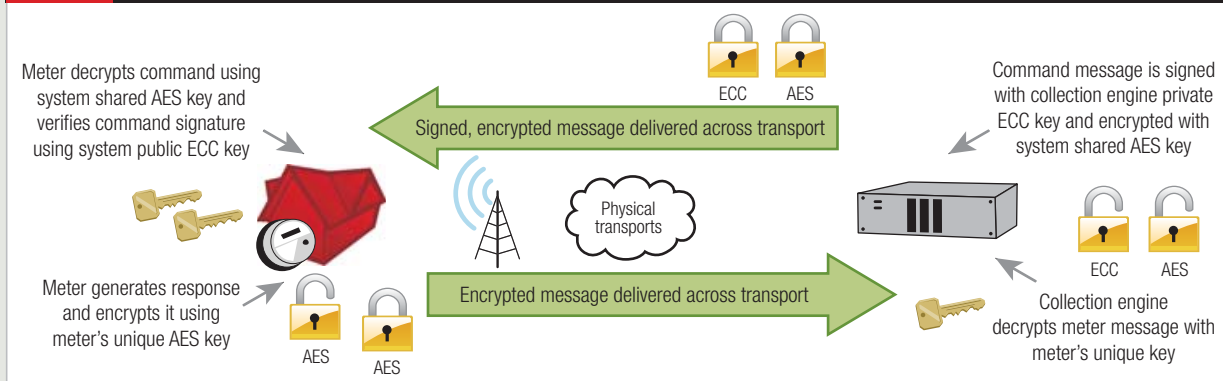 Meter decrypts command using
system shared AES key and
verifies command signature
using system public ECC key
ECC
AES
Signed, encrypted message delivered across transport
Command message is signed
with collection engine private
ECC key and encrypted with
system shared AES key
Physical
transports
ECC
AES
Meter generates response
and encrypts it using
meter's unique AES key
AES
AES
Encrypted message delivered across transport
Collection engine
decrypts meter message with
meter's unique key